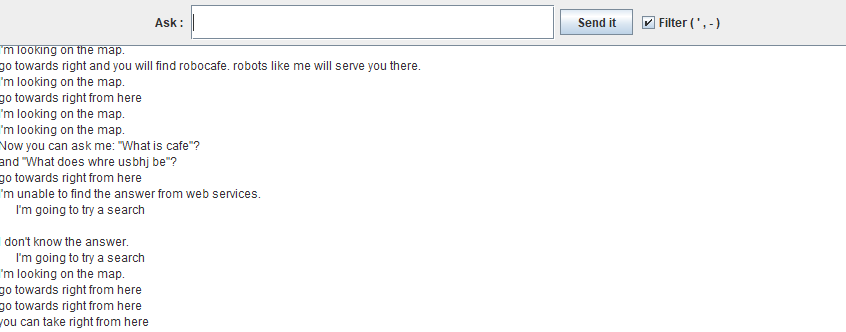 Ask :
Send it
Filter ( ' , - )
I'm looking on the map.
go towards right and you will find robocafe. robots like me will serve you there.
I'm looking on the map.
go towards right from here
I'm looking on the map.
I'm looking on the map.
Now you can ask me: "What is cafe"?
and "What does whre usbhj be"?
go towards right from here
I'm unable to find the answer from web services.
I'm going to try a search
I don't know the answer.
I'm going to try a search
I'm looking on the map.
go towards right from here
go towards right from here
you can take right from here